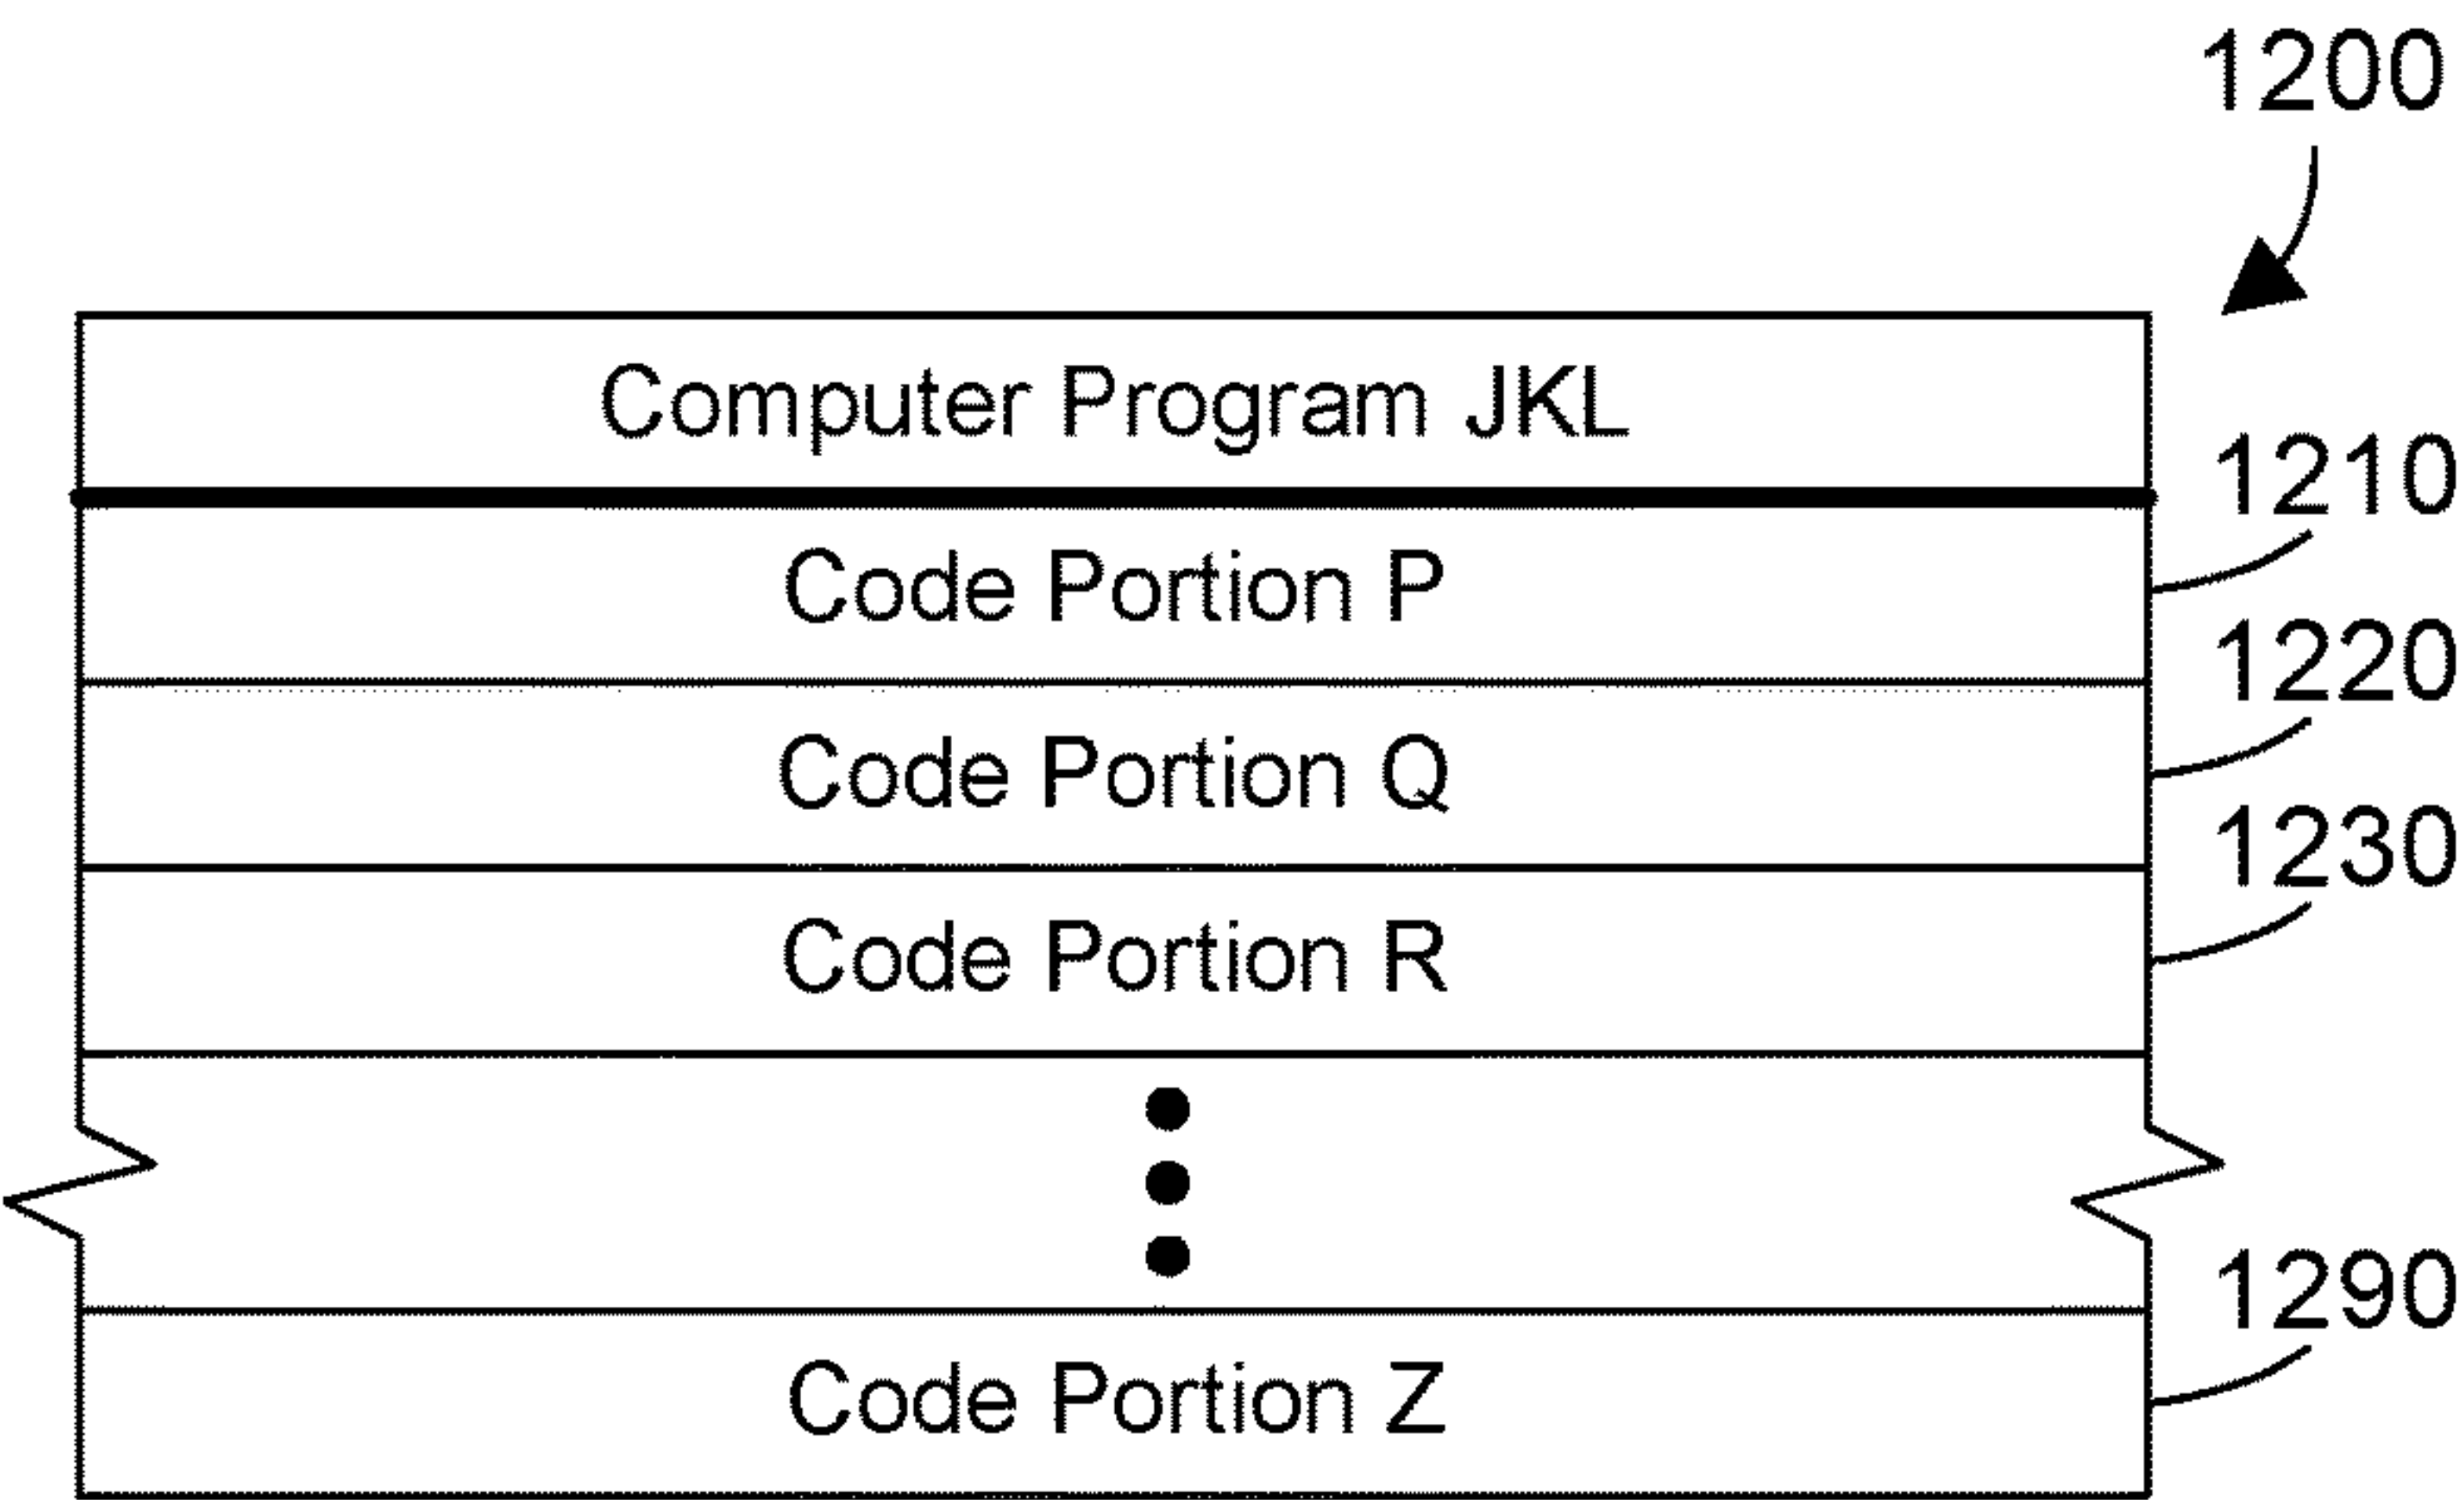 1200
Computer Program JKL
1210
Code Portion P
1220
Code Portion Q
1230
Code Portion R
1290
Code Portion Z